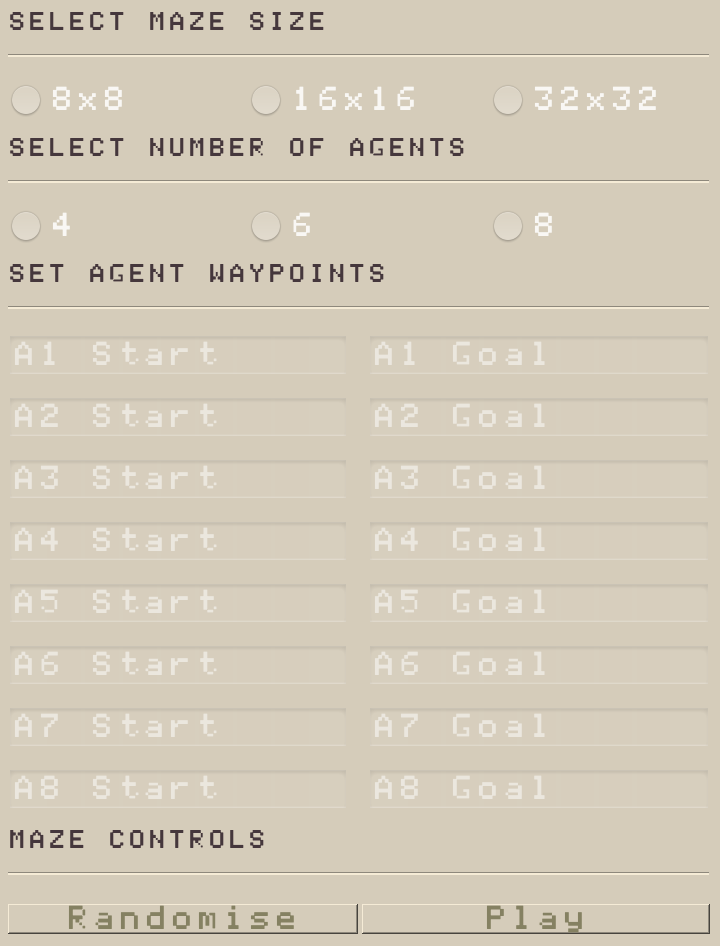 SELECT MAZE SIZE
8x8 16x16 32x32
SELECT NUMBER OF AGENTS
4 6 8
SET AGENT WAYPOINTS
A1 Start A1 Goal
A2 Start A2 Goal
A3 Start A3 Goal
A4 Start A4 Goal
A5 Start A5 Goal
A6 Start A6 Goal
A7 Start A7 Goal
A8 Start A8 Goal
MAZE CONTROLS
Randomise Play